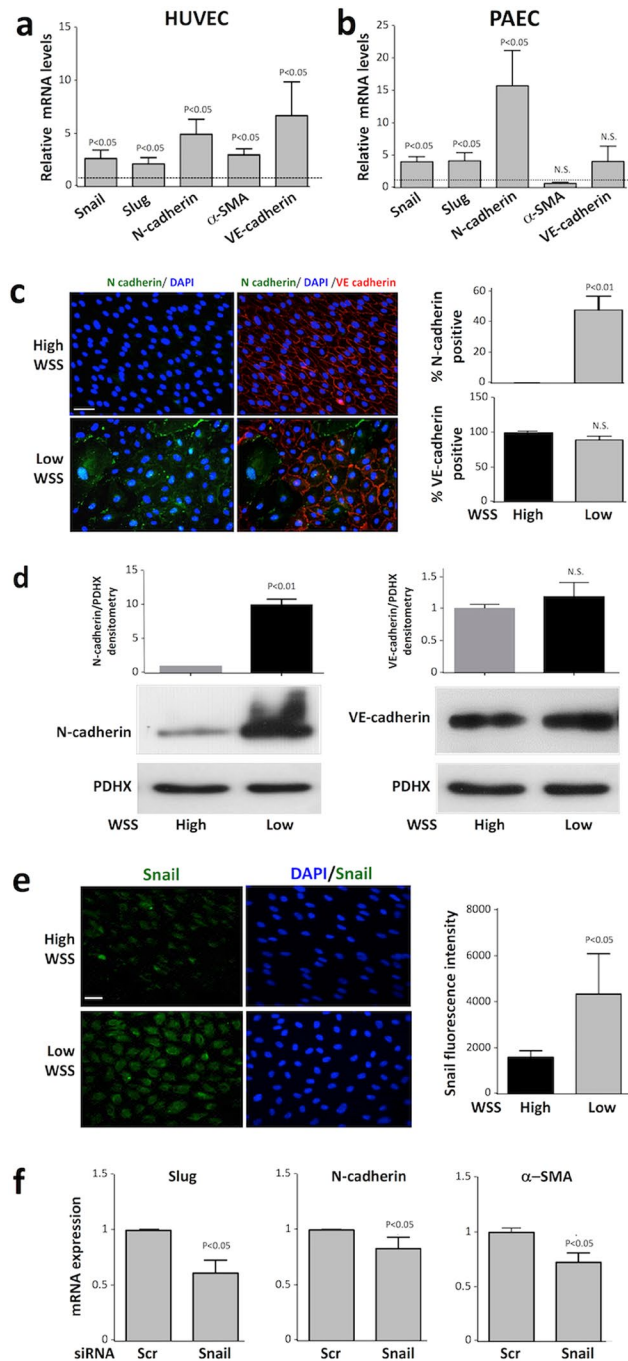 a
HUVEC
Relative mRNA levels
15
10
5
0
P<0.05
P<0.05
P<0.05
P<0.05
P<0.05
Snail
Slug
N-cadherin
α-SMA
VE-cadherin
b
PAEC
Relative mRNA levels
25
20
15
10
5
0
P<0.05
P<0.05
P<0.05
N.S.
N.S.
Snail
Slug
N-cadherin
α-SMA
VE-cadherin
c
N cadherin/ DAPI
N cadherin/ DAPI /VE cadherin
High
WSS
Low
WSS
% N-cadherin
positive
60
40
20
0
P<0.01
% VE-cadherin
positive
150
100
50
0
N.S.
WSS High Low
d
N-cadherin/PDHX
densitometry
15
10
5
0
P<0.01
N-cadherin
PDHX
WSS High Low
VE-cadherin/PDHX
densitometry
1.5
1
0.5
0
N.S.
VE-cadherin
PDHX
WSS High Low
e
Snail
DAPI/Snail
High
WSS
Low
WSS
Snail fluorescence intensity
8000
6000
4000
2000
0
P<0.05
WSS High Low
f
mRNA expression
Slug
1.5
1
0.5
0
P<0.05
siRNA Scr Snail
N-cadherin
1.5
1
0.5
0
P<0.05
Scr Snail
α–SMA
1.5
1
0.5
0
P<0.05
Scr Snail